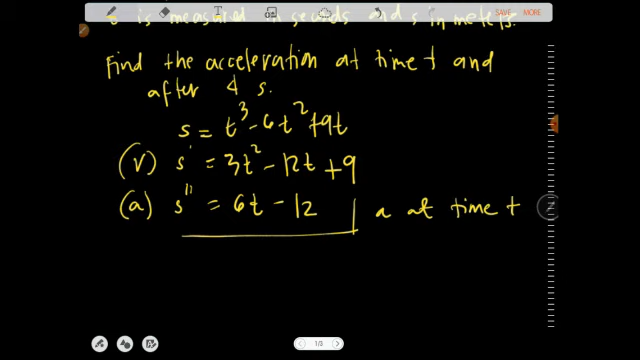 SAVE MORE
t is measured in seconds and s in meters.
Find the acceleration at time t and
after 4 s.
s = t³ - 6t² + 9t
(v) s' = 3t² - 12t + 9
(a) s'' = 6t - 12 a at time t
1/3